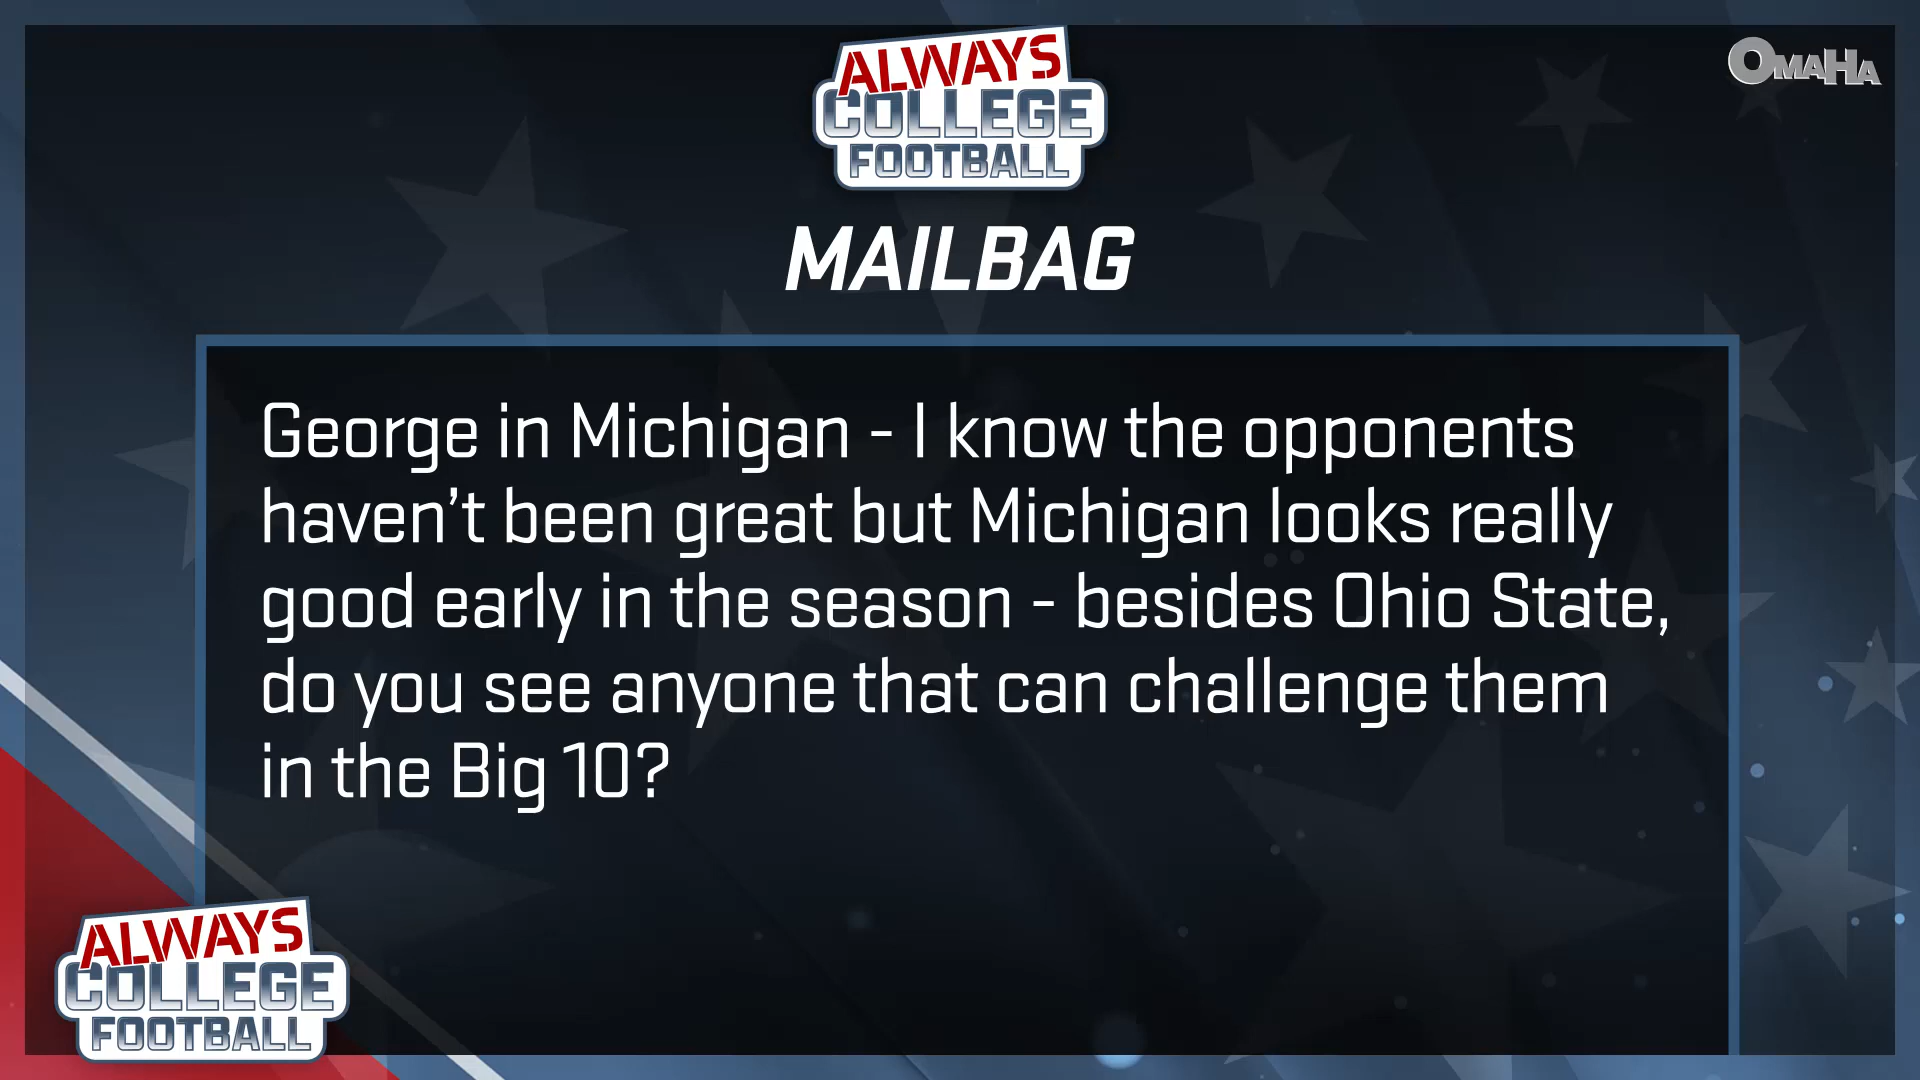 ALWAYS
COLLEGE
FOOTBALL
OMAHA
MAILBAG
George in Michigan - I know the opponents
haven’t been great but Michigan looks really
good early in the season - besides Ohio State,
do you see anyone that can challenge them
in the Big 10?
ALWAYS
COLLEGE
FOOTBALL